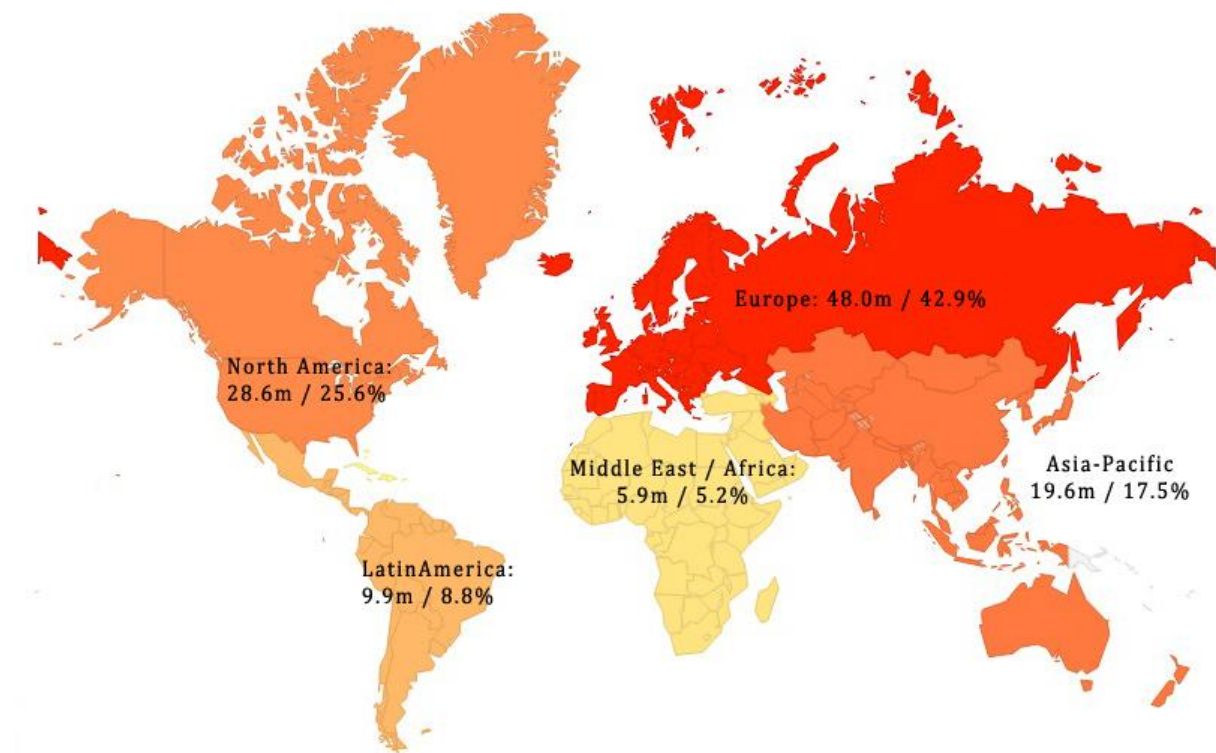 Europe: 48.0m / 42.9%
North America:
28.6m / 25.6%
Middle East / Africa:
5.9m / 5.2%
Asia-Pacific
19.6m / 17.5%
LatinAmerica:
9.9m / 8.8%